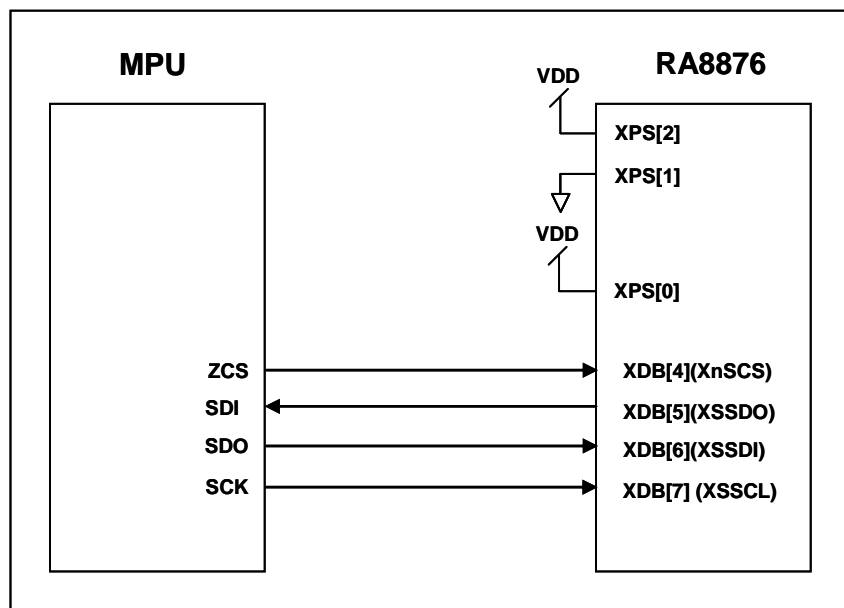 MPU
RA8876
VDD
XPS[2]
XPS[1]
VDD
XPS[0]
ZCS
XDB[4](XnSCS)
SDI
XDB[5](XSSDO)
SDO
XDB[6](XSSDI)
SCK
XDB[7] (XSSCL)